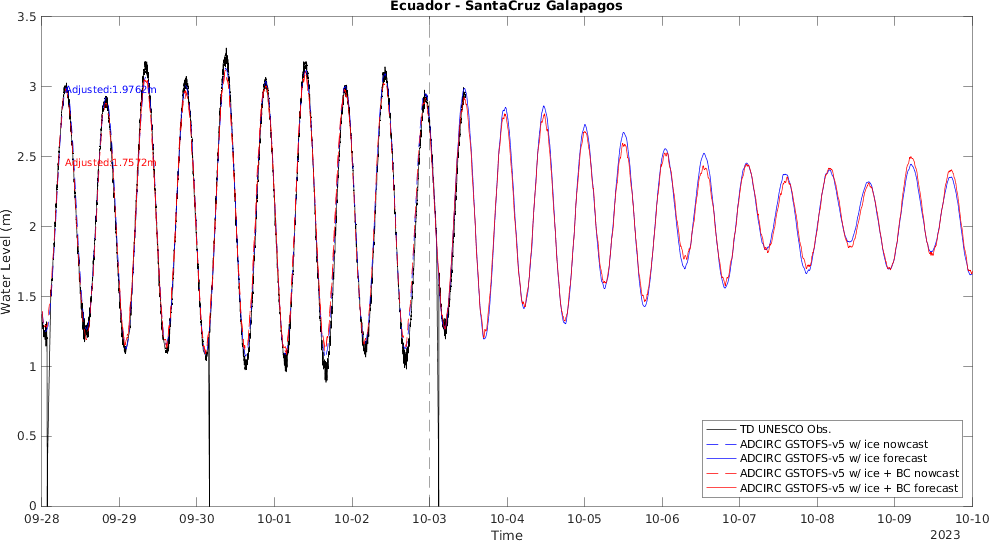 Ecuador - SantaCruz Galapagos
3.5
3
2.5
2
1.5
1
0.5
0
Water Level (m)
Adjusted:1.9762m
Adjusted:1.7572m
TD UNESCO Obs.
ADCIRC GSTOFS-v5 w/ ice nowcast
ADCIRC GSTOFS-v5 w/ ice forecast
ADCIRC GSTOFS-v5 w/ ice + BC nowcast
ADCIRC GSTOFS-v5 w/ ice + BC forecast
09-28 09-29 09-30 10-01 10-02 10-03 10-04 10-05 10-06 10-07 10-08 10-09 10-10
Time
2023